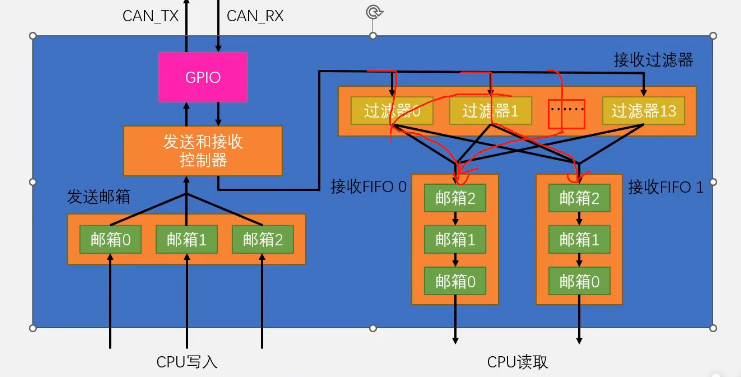 CAN_TX
CAN_RX
GPIO
发送和接收
控制器
发送邮箱
邮箱0
邮箱1
邮箱2
CPU写入
接收过滤器
过滤器0
过滤器1
……
过滤器13
接收FIFO 0
邮箱2
邮箱1
邮箱0
接收FIFO 1
邮箱2
邮箱1
邮箱0
CPU读取